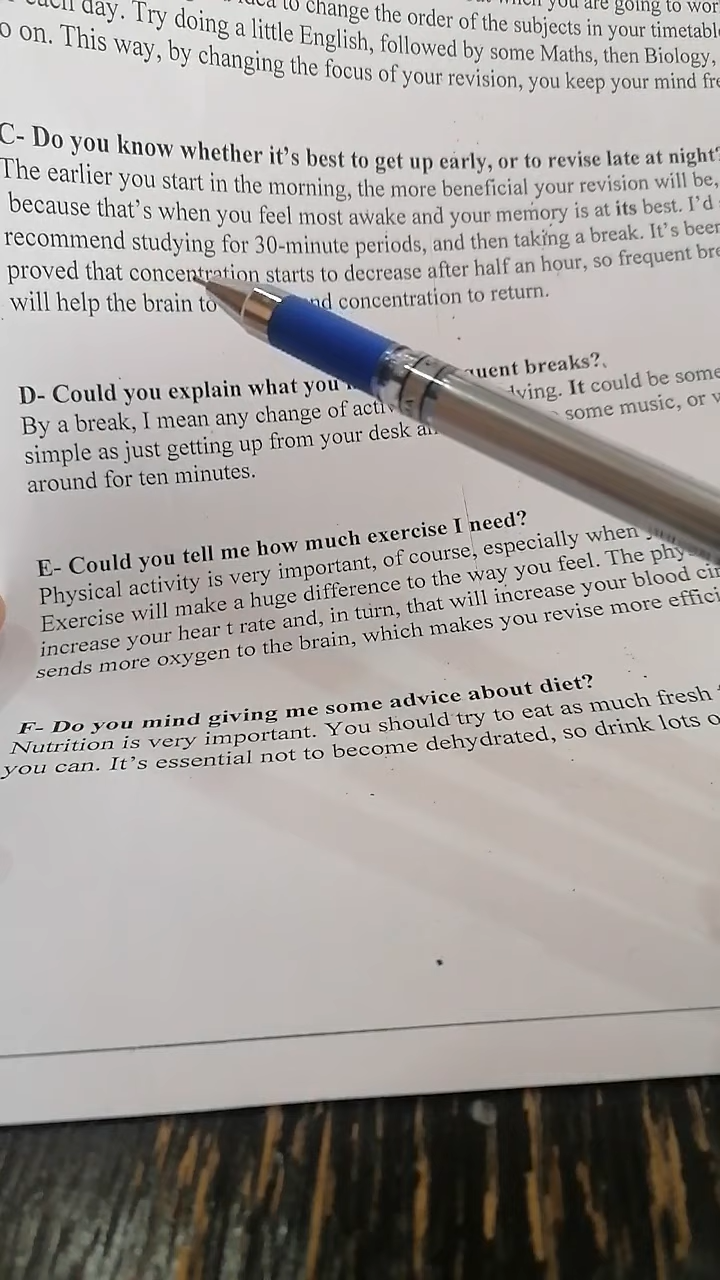 each day. Try doing a little English, followed by some Maths, then Biology,
to change the order of the subjects in your timetable
you are going to
o on. This way, by changing the focus of your revision, you keep your mind
C- Do you know whether it's best to get up early, or to revise late at night?
The earlier you start in the morning, the more beneficial your revision will be,
because that's when you feel most awake and your memory is at its best. I'd
recommend studying for 30-minute periods, and then taking a break. It's been
proved that concentration starts to decrease after half an hour, so frequent
will help the brain to and concentration to return.
D- Could you explain what you breaks?
By a break, I mean any change of It could be
simple as just getting up from your desk some music, or
around for ten minutes.
E- Could you tell me how much exercise I need?
Physical activity is very important, of course, especially when
Exercise will make a huge difference to the way you feel. The
increase your hear t rate and, in turn, that will increase your blood
sends more oxygen to the brain, which makes you revise more
F- Do you mind giving me some advice about diet?
Nutrition is very important. You should try to eat as much fresh
you can. It's essential not to become dehydrated, so drink lots